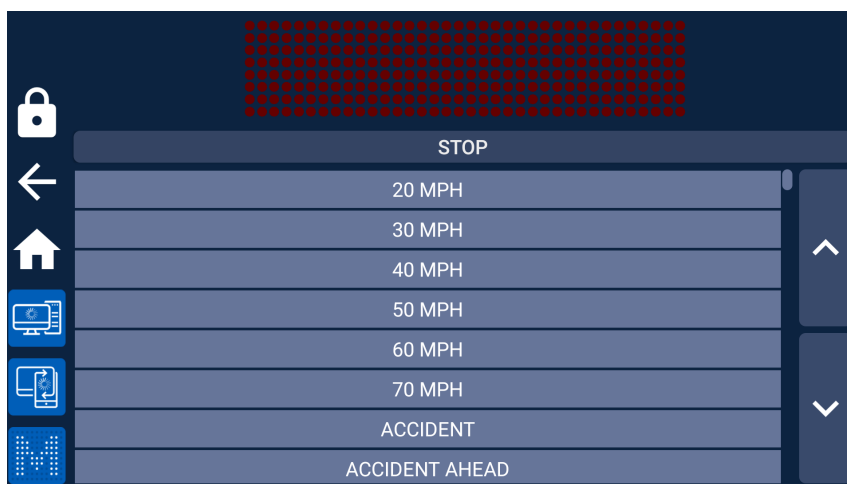 STOP
20 MPH
30 MPH
40 MPH
50 MPH
60 MPH
70 MPH
ACCIDENT
ACCIDENT AHEAD
M